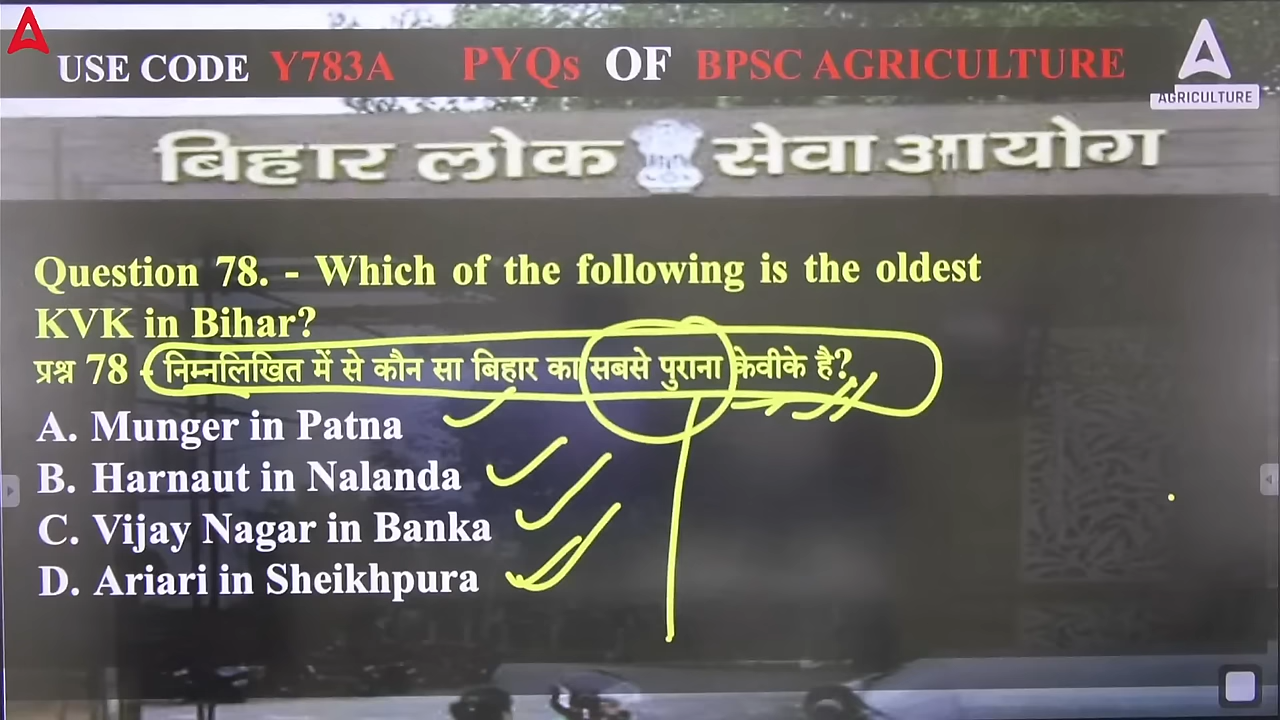 USE CODE Y783A PYQs OF BPSC AGRICULTURE
AGRICULTURE
बिहार लोक सेवा आयोग
Question 78. - Which of the following is the oldest
KVK in Bihar?
प्रश्न 78 - निम्नलिखित में से कौन सा बिहार का सबसे पुराना केवीके है?
A. Munger in Patna
B. Harnaut in Nalanda
C. Vijay Nagar in Banka
D. Ariari in Sheikhpura